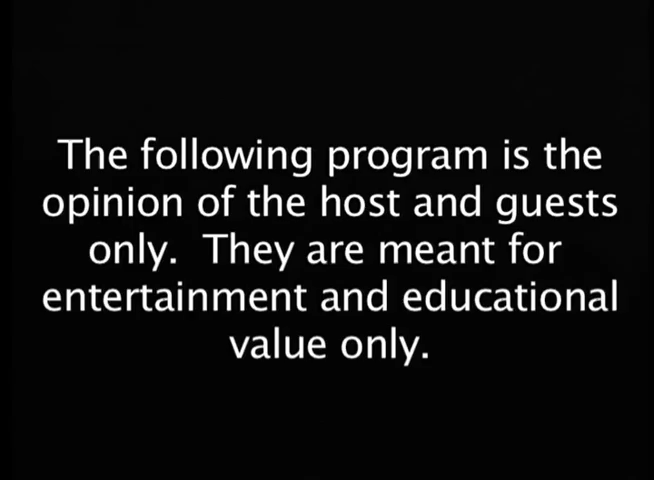 The following program is the
opinion of the host and guests
only.  They are meant for
entertainment and educational
value only.